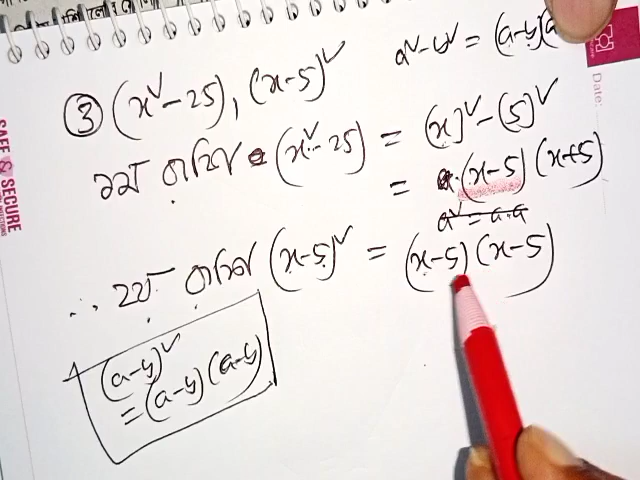 a² - b² = (a-b)(a
③ (x² - 25), (x-5)²
১ম রাশি (x² - 25) = (x)² - (5)²
= (x-5) (x+5)
a² = a.a
∴ ২য় রাশি (x-5)² = (x-5) (x-5)
(a-b)²
= (a-b) (a-b)
SAFE & SECURE
Date: